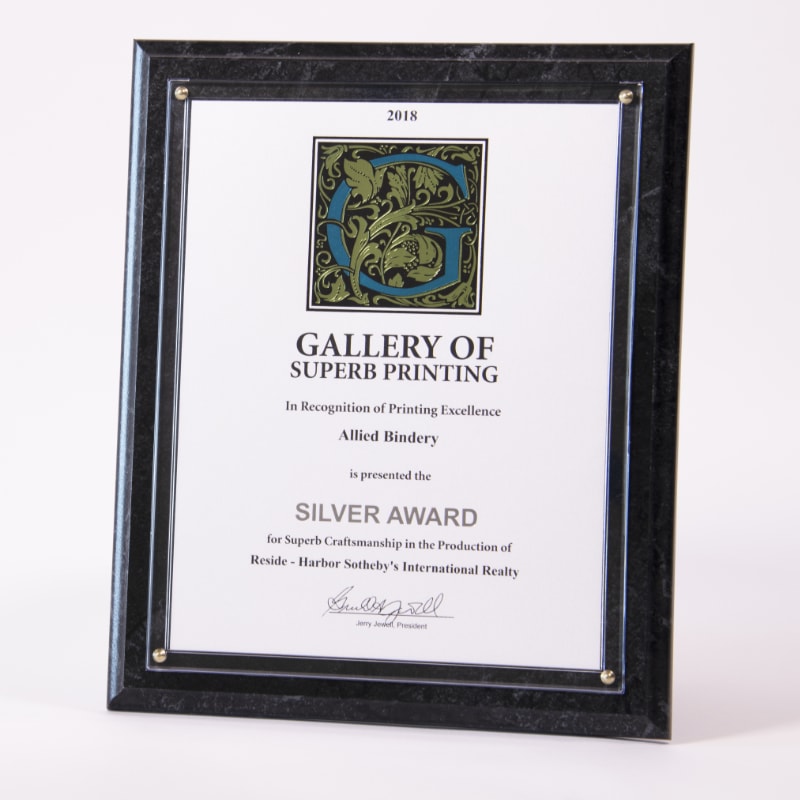 2018
G
GALLERY OF
SUPERB PRINTING
In Recognition of Printing Excellence
Allied Bindery
is presented the
SILVER AWARD
for Superb Craftsmanship in the Production of
Reside - Harbor Sotheby's International Realty
Jerry Jewell, President